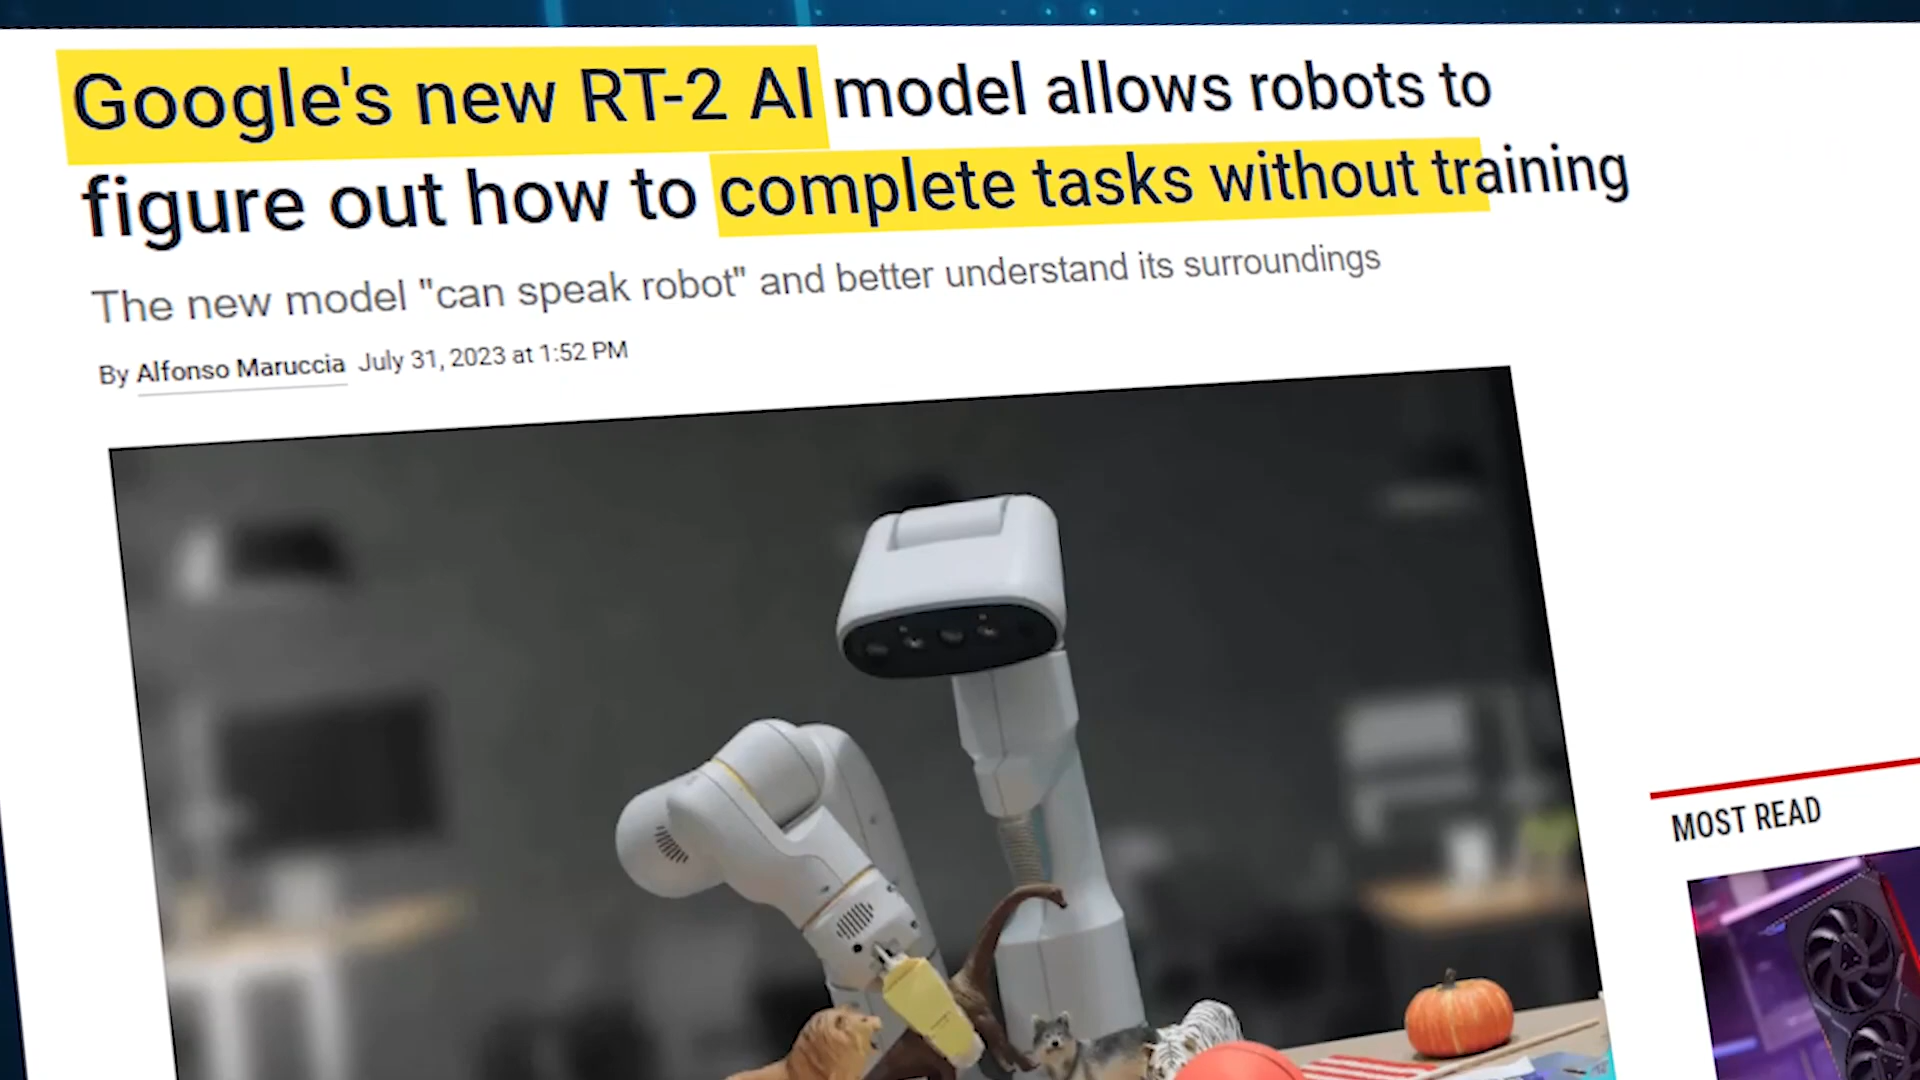 Google's new RT-2 AI model allows robots to
figure out how to complete tasks without training
The new model "can speak robot" and better understand its surroundings
By Alfonso Maruccia July 31, 2023 at 1:52 PM
MOST READ